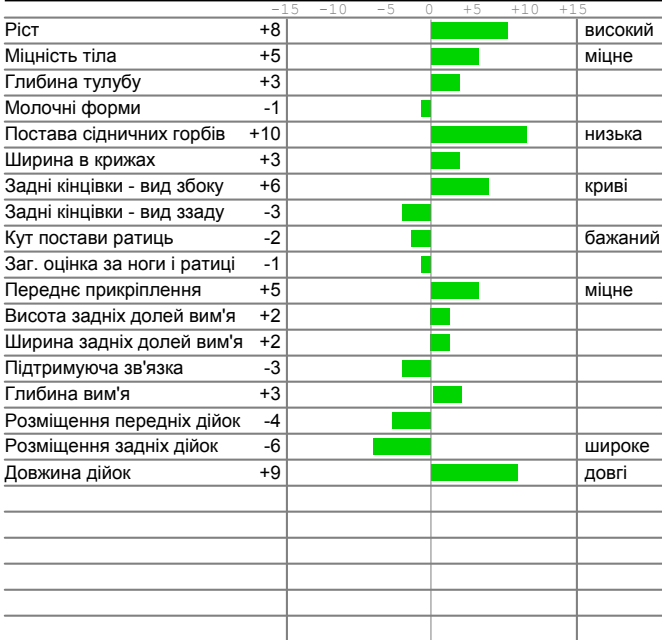 -15 -10 -5 0 +5 +10 +15
Ріст +8 високий
Міцність тіла +5 міцне
Глибина тулубу +3
Молочні форми -1
Постава сідничних горбів +10 низька
Ширина в крижах +3
Задні кінцівки - вид збоку +6 криві
Задні кінцівки - вид ззаду -3
Кут постави ратиць -2 бажаний
Заг. оцінка за ноги і ратиці -1
Переднє прикріплення +5 міцне
Висота задніх долей вим'я +2
Ширина задніх долей вим'я +2
Підтримуюча зв'язка -3
Глибина вим'я +3
Розміщення передніх дійок -4
Розміщення задніх дійок -6 широке
Довжина дійок +9 довгі